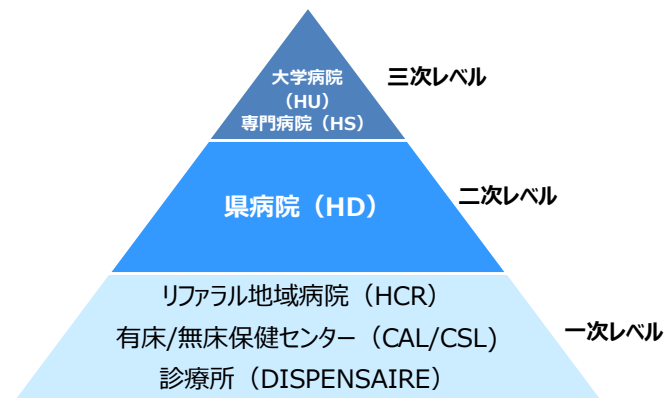 大学病院
（HU）
専門病院（HS）
三次レベル
県病院（HD）
二次レベル
リファラル地域病院（HCR）
有床/無床保健センター（CAL/CSL)
診療所（DISPENSAIRE）
一次レベル